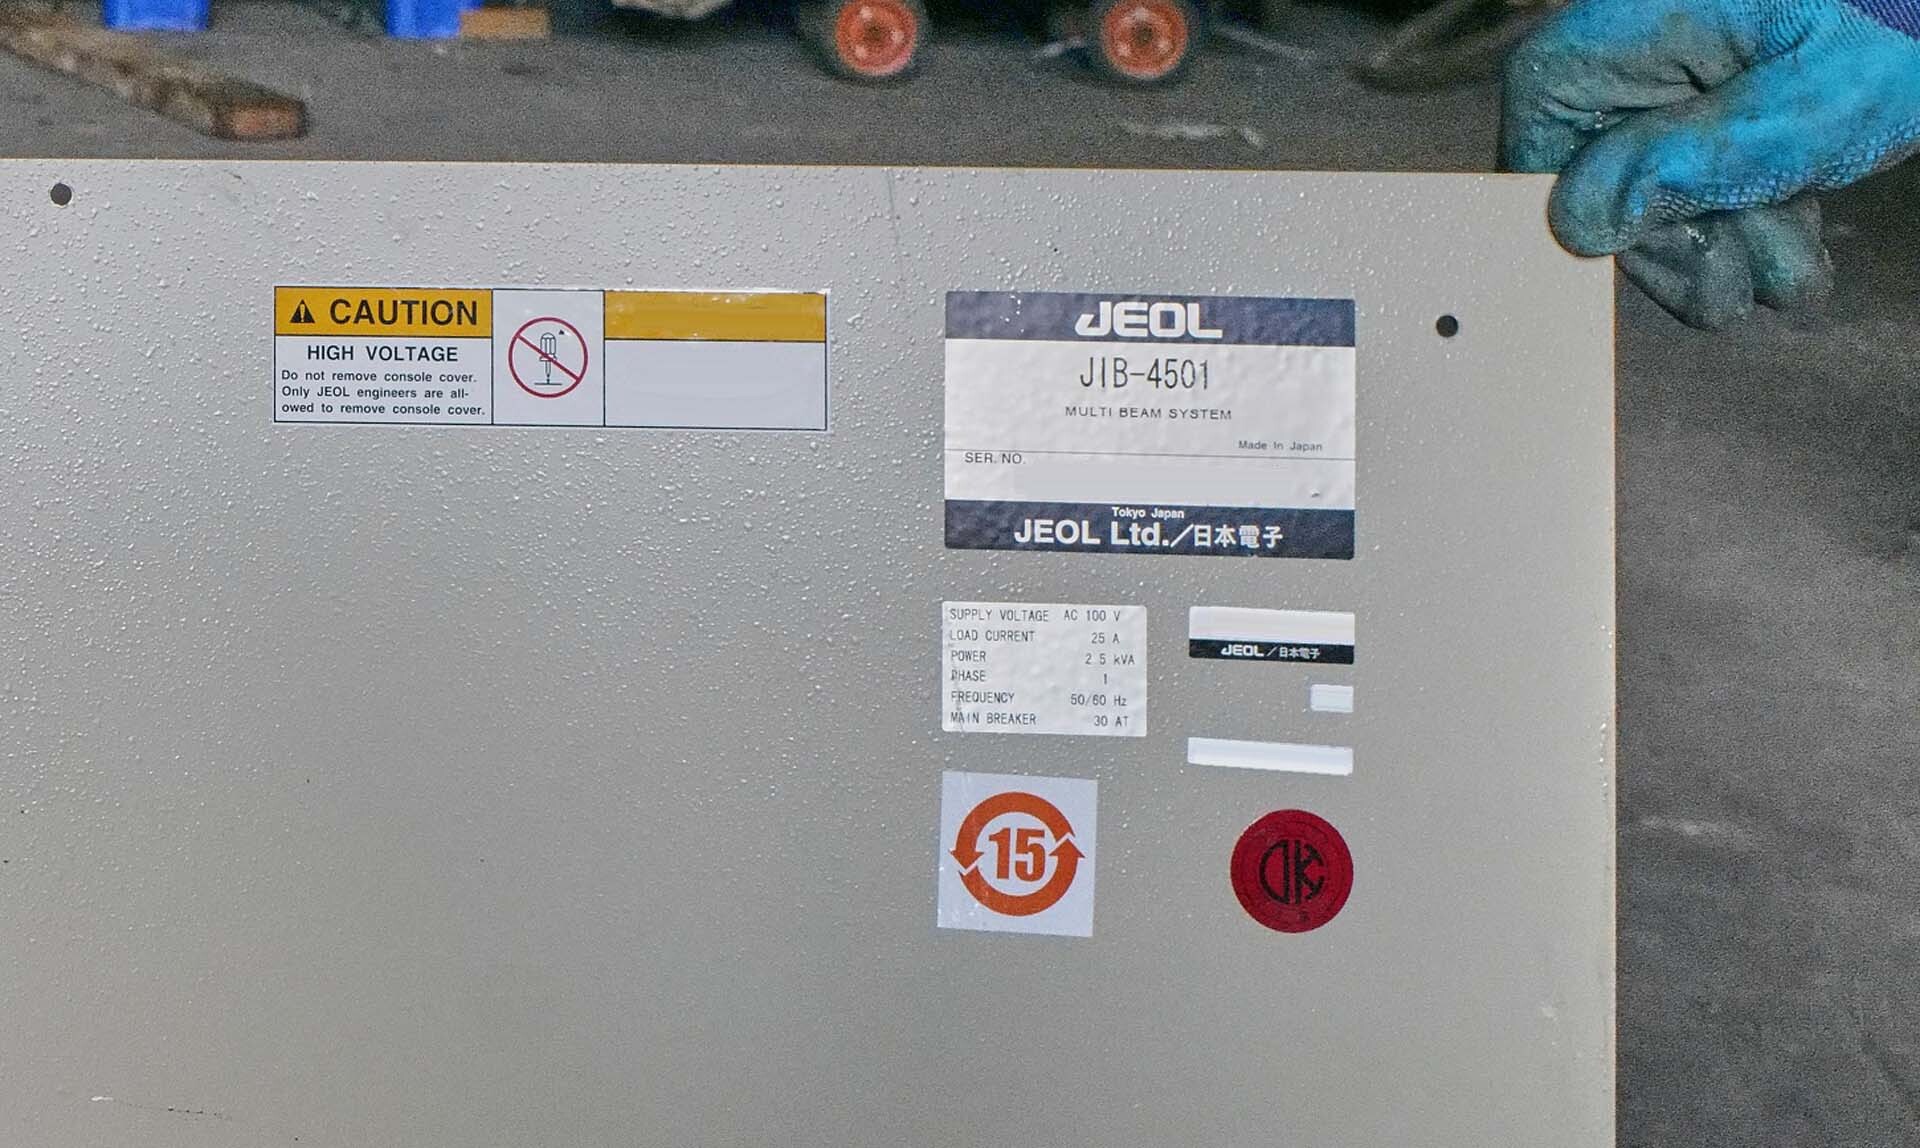 CAUTION
HIGH VOLTAGE
Do not remove console cover.
Only JEOL engineers are all-
owed to remove console cover.
JEOL
JIB-4501
MULTI BEAM SYSTEM
Made In Japan
SER. NO.
Tokyo Japan
JEOL Ltd./日本電子
SUPPLY VOLTAGE AC 100 V
LOAD CURRENT 25 A
POWER 2.5 kVA
PHASE 1
FREQUENCY 50/60 Hz
MAIN BREAKER 30 AT
JEOL/日本電子
15
OK